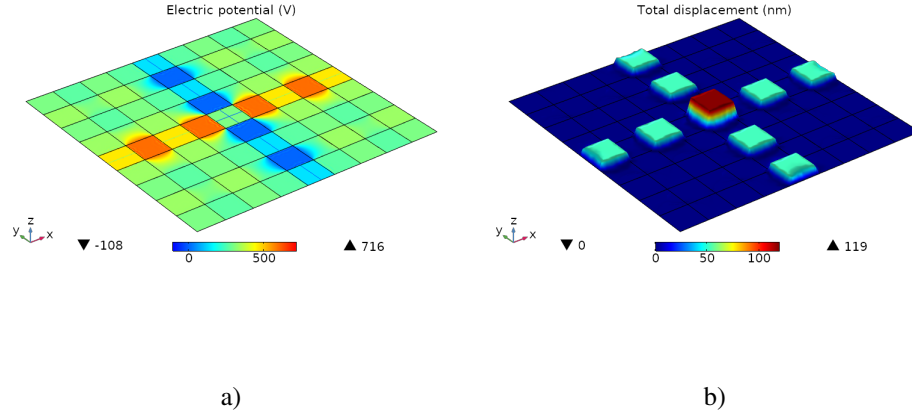 Electric potential (V)
Total displacement (nm)
z
y
x
▼ -108
0
500
▲ 716
z
y
x
▼ 0
0
50
100
▲ 119
a)
b)